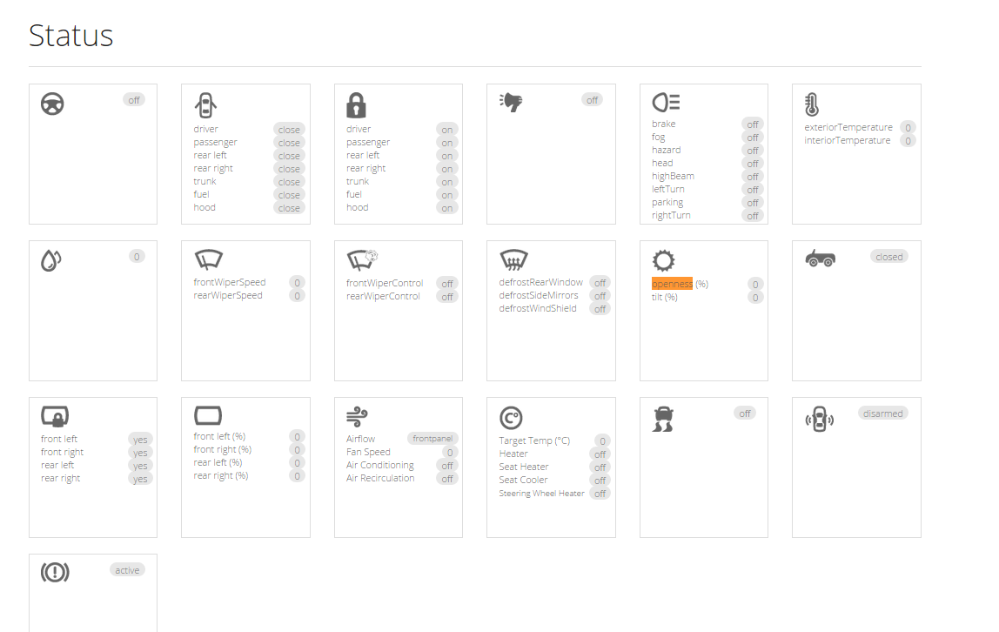 Status
off
driver close
passenger close
rear left close
rear right close
trunk close
fuel close
hood close
driver on
passenger on
rear left on
rear right on
trunk on
fuel on
hood on
off
brake off
fog off
hazard off
head off
highBeam off
leftTurn off
parking off
rightTurn off
exteriorTemperature 0
interiorTemperature 0
0
frontWiperSpeed 0
rearWiperSpeed 0
frontWiperControl off
rearWiperControl off
defrostRearWindow off
defrostSideMirrors off
defrostWindShield off
openness (%) 0
tilt (%) 0
closed
front left yes
front right yes
rear left yes
rear right yes
front left (%) 0
front right (%) 0
rear left (%) 0
rear right (%) 0
Airflow frontpanel
Fan Speed 0
Air Conditioning off
Air Recirculation off
C°
Target Temp (°C) 0
Heater off
Seat Heater off
Seat Cooler off
Steering Wheel Heater off
off
disarmed
active